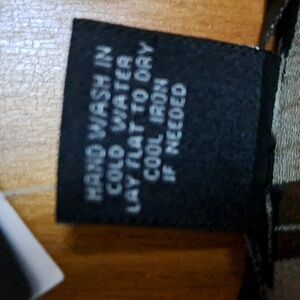 HAND WASH IN
COLD WATER
LAY FLAT TO DRY
COOL IRON
IF NEEDED